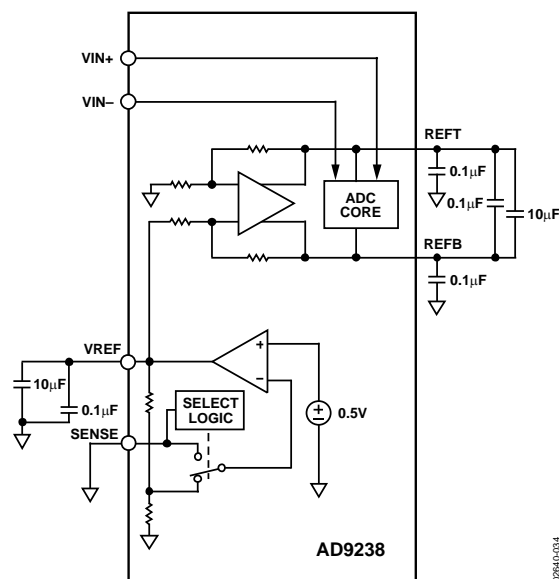 VIN+
VIN–
REFT
0.1µF
ADC
CORE
0.1µF
10µF
REFB
0.1µF
VREF
10µF
0.1µF
SELECT
LOGIC
+
–
+
–
0.5V
SENSE
AD9238
02640-034